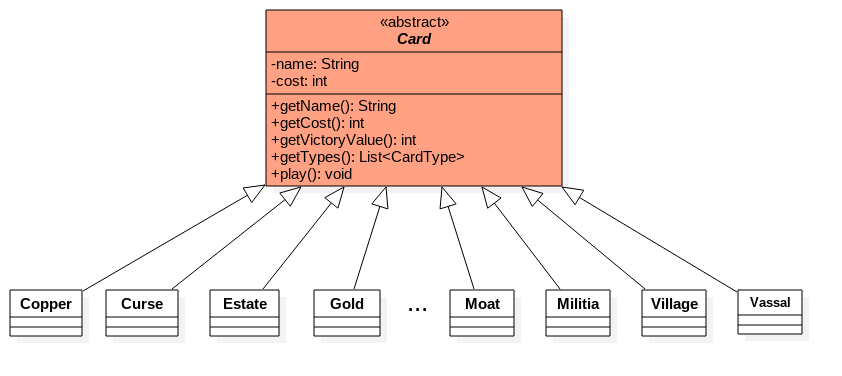 «abstract»
Card
-name: String
-cost: int
+getName(): String
+getCost(): int
+getVictoryValue(): int
+getTypes(): List<CardType>
+play(): void
Copper Curse Estate Gold ... Moat Militia Village Vassal